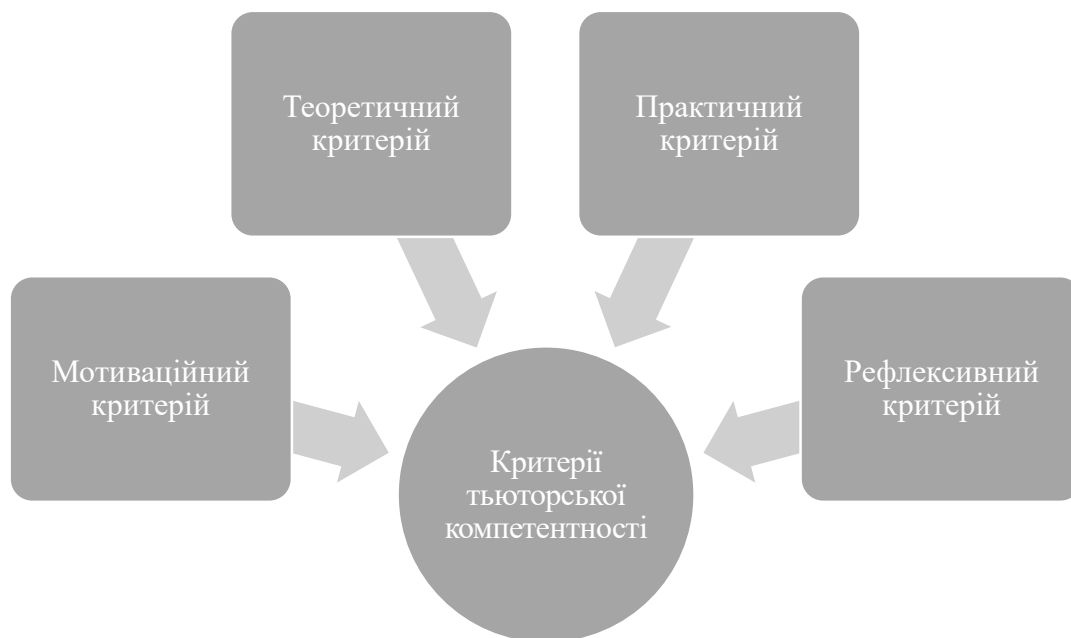 Теоретичний
критерій
Практичний
критерій
Мотиваційний
критерій
Рефлексивний
критерій
Критерії
тьюторської
компетентності